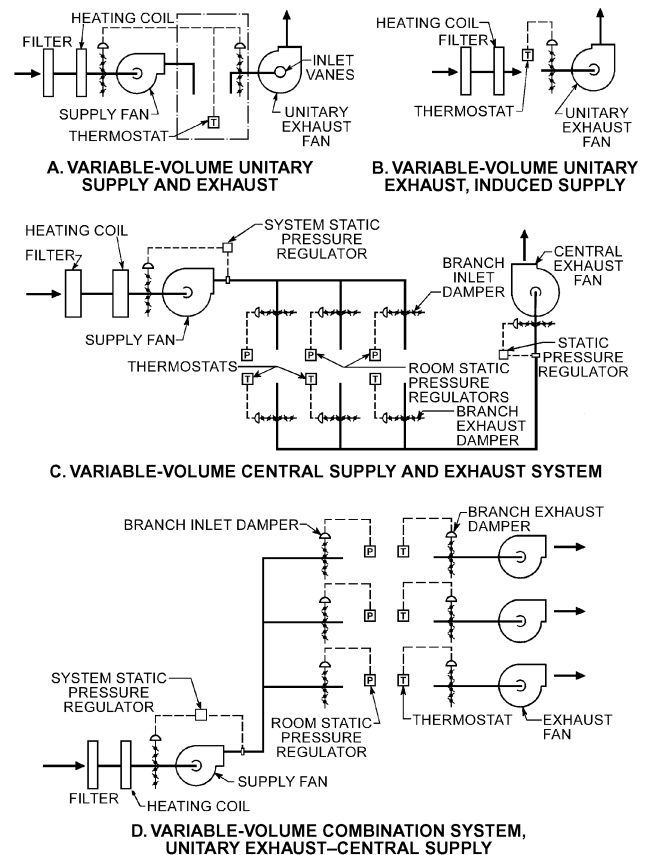 HEATING COIL
FILTER
SUPPLY FAN
THERMOSTAT
T
INLET
VANES
UNITARY
EXHAUST
FAN
A. VARIABLE-VOLUME UNITARY
SUPPLY AND EXHAUST
HEATING COIL
FILTER
T
THERMOSTAT
UNITARY
EXHAUST
FAN
B. VARIABLE-VOLUME UNITARY
EXHAUST, INDUCED SUPPLY
HEATING COIL
FILTER
SYSTEM STATIC
PRESSURE
REGULATOR
SUPPLY FAN
BRANCH
INLET
DAMPER
CENTRAL
EXHAUST
FAN
P P P
THERMOSTATS
T T T
ROOM STATIC
PRESSURE
REGULATORS
STATIC
PRESSURE
REGULATOR
BRANCH
EXHAUST
DAMPER
C. VARIABLE-VOLUME CENTRAL SUPPLY AND EXHAUST SYSTEM
BRANCH INLET DAMPER
BRANCH EXHAUST
DAMPER
P T
P T
P T
SYSTEM STATIC
PRESSURE
REGULATOR
ROOM STATIC
PRESSURE
REGULATOR
THERMOSTAT
EXHAUST
FAN
SUPPLY FAN
FILTER
HEATING COIL
D. VARIABLE-VOLUME COMBINATION SYSTEM,
UNITARY EXHAUST–CENTRAL SUPPLY